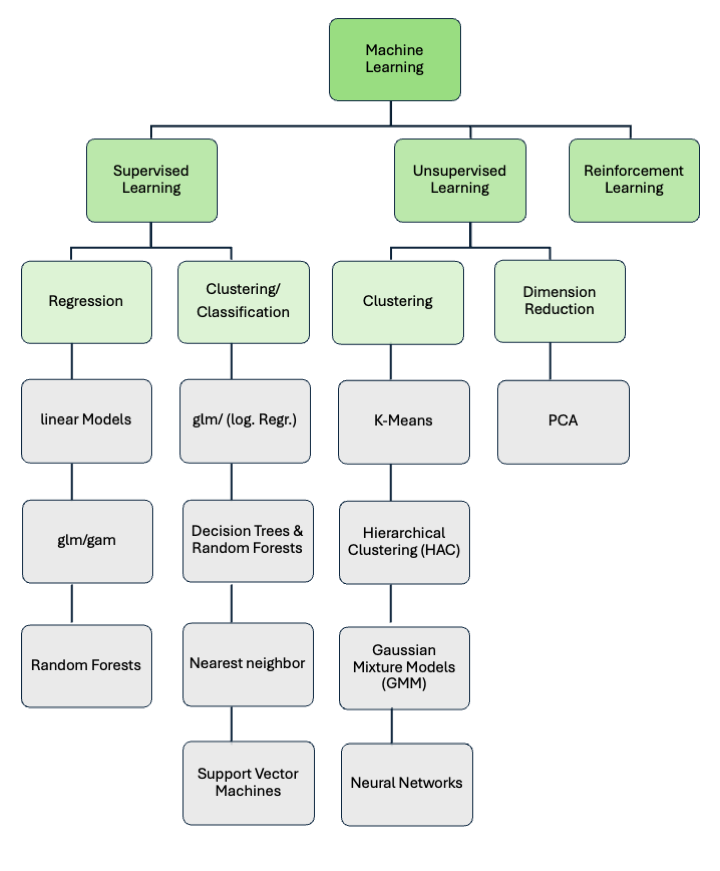 Machine
Learning
Supervised
Learning
Unsupervised
Learning
Reinforcement
Learning
Regression
Clustering/
Classification
Clustering
Dimension
Reduction
linear Models
glm/ (log. Regr.)
K-Means
PCA
glm/gam
Decision Trees &
Random Forests
Hierarchical
Clustering (HAC)
Random Forests
Nearest neighbor
Gaussian
Mixture Models
(GMM)
Support Vector
Machines
Neural Networks